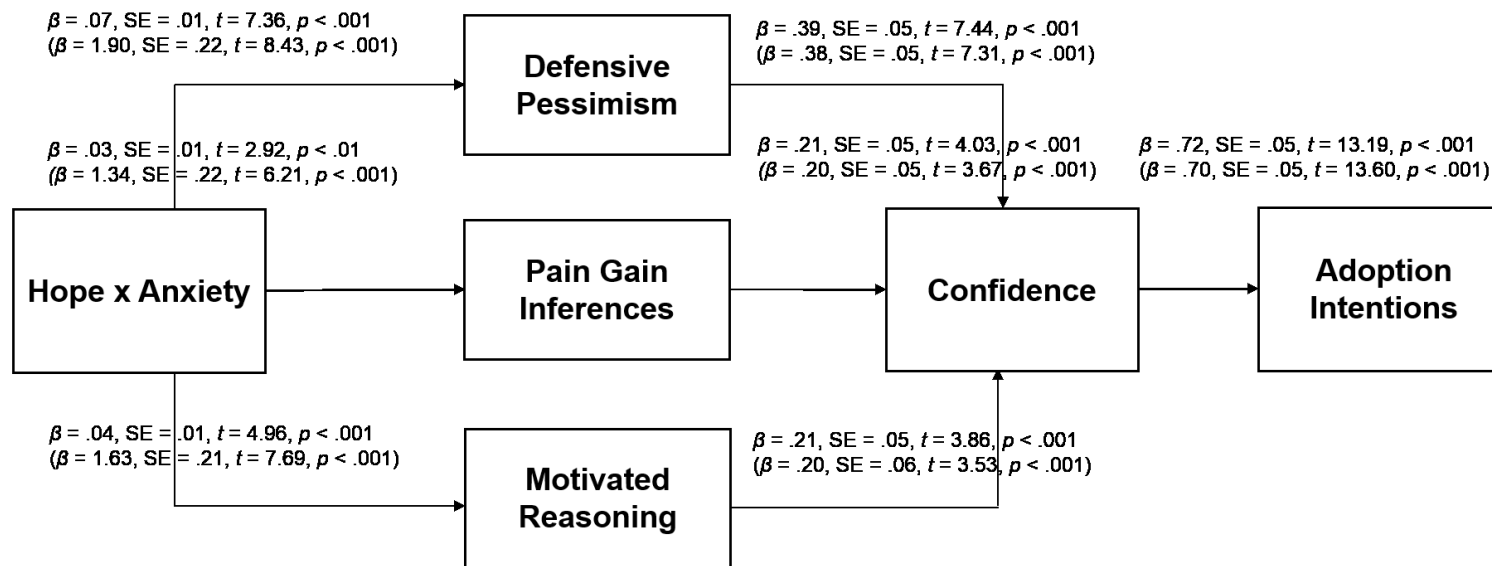 β = .07, SE = .01, t = 7.36, p < .001
(β = 1.90, SE = .22, t = 8.43, p < .001)
Defensive
Pessimism
β = .39, SE = .05, t = 7.44, p < .001
(β = .38, SE = .05, t = 7.31, p < .001)
β = .03, SE = .01, t = 2.92, p < .01
(β = 1.34, SE = .22, t = 6.21, p < .001)
β = .21, SE = .05, t = 4.03, p < .001
(β = .20, SE = .05, t = 3.67, p < .001)
β = .72, SE = .05, t = 13.19, p < .001
(β = .70, SE = .05, t = 13.60, p < .001)
Hope x Anxiety
Pain Gain
Inferences
Confidence
Adoption
Intentions
β = .04, SE = .01, t = 4.96, p < .001
(β = 1.63, SE = .21, t = 7.69, p < .001)
Motivated
Reasoning
β = .21, SE = .05, t = 3.86, p < .001
(β = .20, SE = .06, t = 3.53, p < .001)